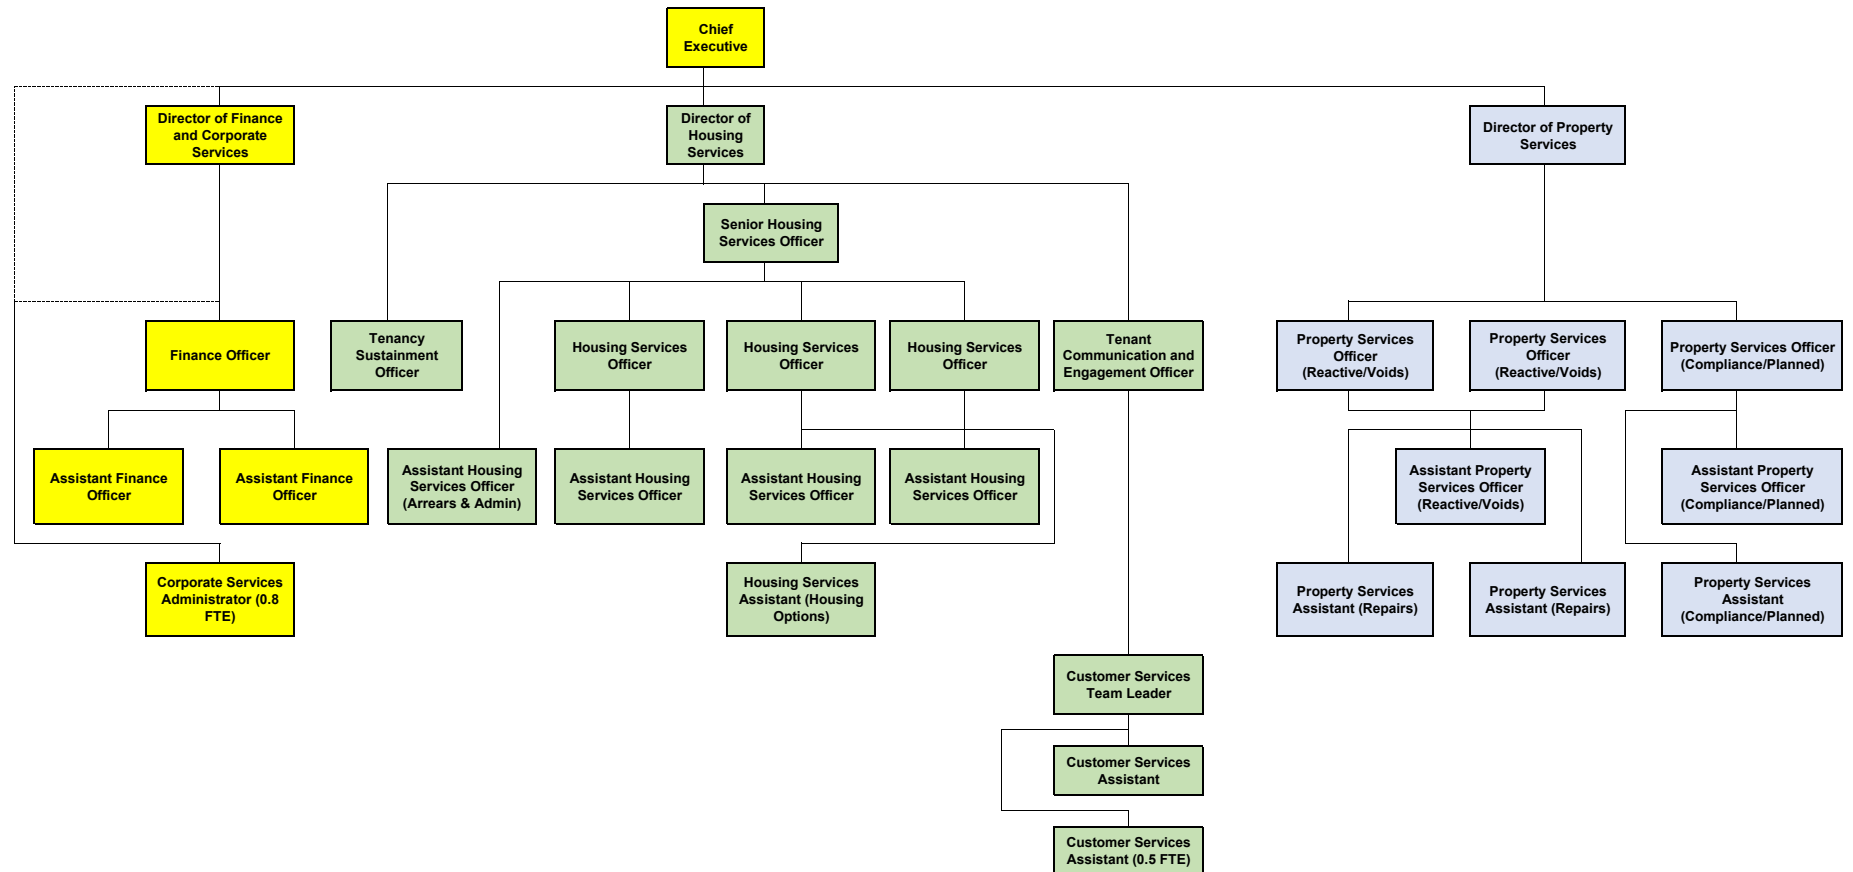 Chief
Executive
Director of Finance
and Corporate
Services
Director of
Housing
Services
Director of Property
Services
Senior Housing
Services Officer
Finance Officer
Tenancy
Sustainment
Officer
Housing Services
Officer
Housing Services
Officer
Housing Services
Officer
Tenant
Communication and
Engagement Officer
Property Services
Officer
(Reactive/Voids)
Property Services
Officer
(Reactive/Voids)
Property Services Officer
(Compliance/Planned)
Assistant Finance
Officer
Assistant Finance
Officer
Assistant Housing
Services Officer
(Arrears & Admin)
Assistant Housing
Services Officer
Assistant Housing
Services Officer
Assistant Housing
Services Officer
Assistant Property
Services Officer
(Reactive/Voids)
Assistant Property
Services Officer
(Compliance/Planned)
Corporate Services
Administrator (0.8
FTE)
Housing Services
Assistant (Housing
Options)
Property Services
Assistant (Repairs)
Property Services
Assistant (Repairs)
Property Services
Assistant
(Compliance/Planned)
Customer Services
Team Leader
Customer Services
Assistant
Customer Services
Assistant (0.5 FTE)